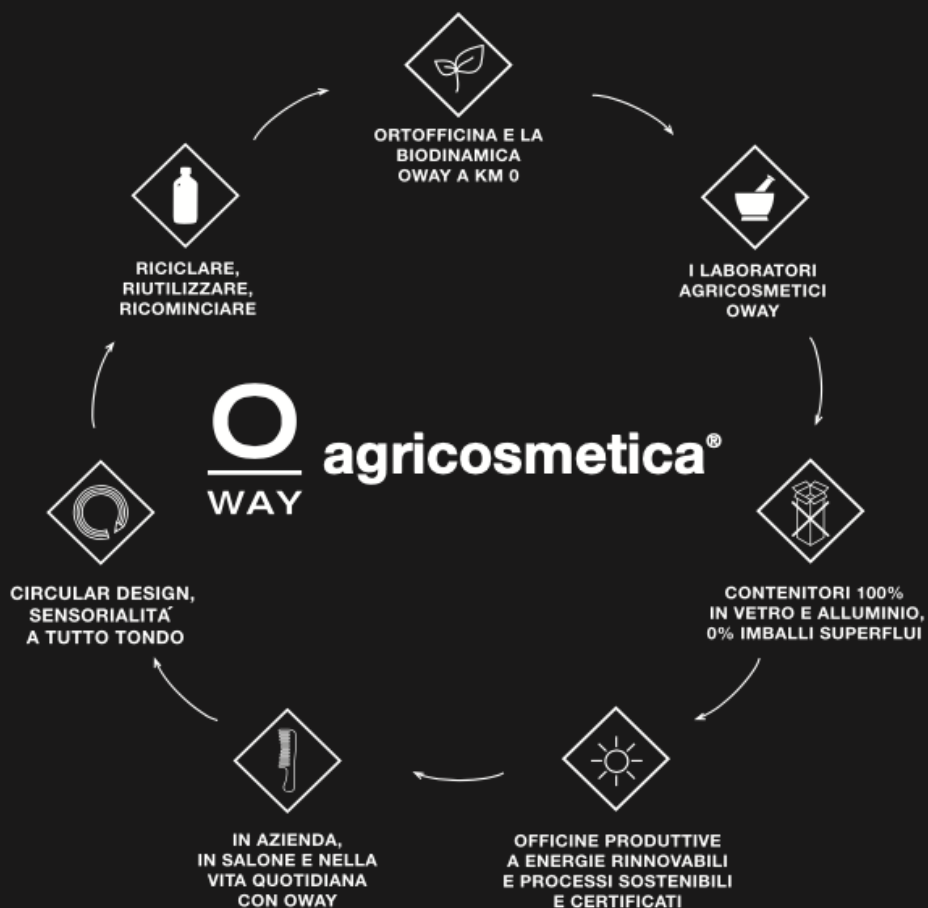 ORTOFFICINA E LA
BIODINAMICA
OWAY A KM 0
I LABORATORI
AGRICOSMETICI
OWAY
CONTENITORI 100%
IN VETRO E ALLUMINIO,
0% IMBALLI SUPERFLUI
OFFICINE PRODUTTIVE
A ENERGIE RINNOVABILI
E PROCESSI SOSTENIBILI
E CERTIFICATI
IN AZIENDA,
IN SALONE E NELLA
VITA QUOTIDIANA
CON OWAY
CIRCULAR DESIGN,
SENSORIALITA´
A TUTTO TONDO
RICICLARE,
RIUTILIZZARE,
RICOMINCIARE
O
WAY
agricosmetica®